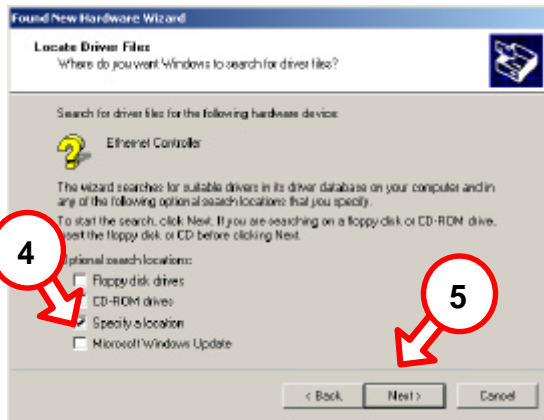 Found New Hardware Wizard
Locate Driver Files
Where do you want Windows to search for driver files?
Search for driver files for the following hardware device:
Ethernet Controller
The wizard searches for suitable drivers in its driver database on your computer and in
any of the following optional search locations that you specify.
To start the search, click Next. If you are searching on a floppy disk or CD-ROM drive,
insert the floppy disk or CD before clicking Next.
4
Optional search locations:
Floppy disk drives
CD-ROM drives
5
Specify a location
Microsoft Windows Update
< Back Next > Cancel